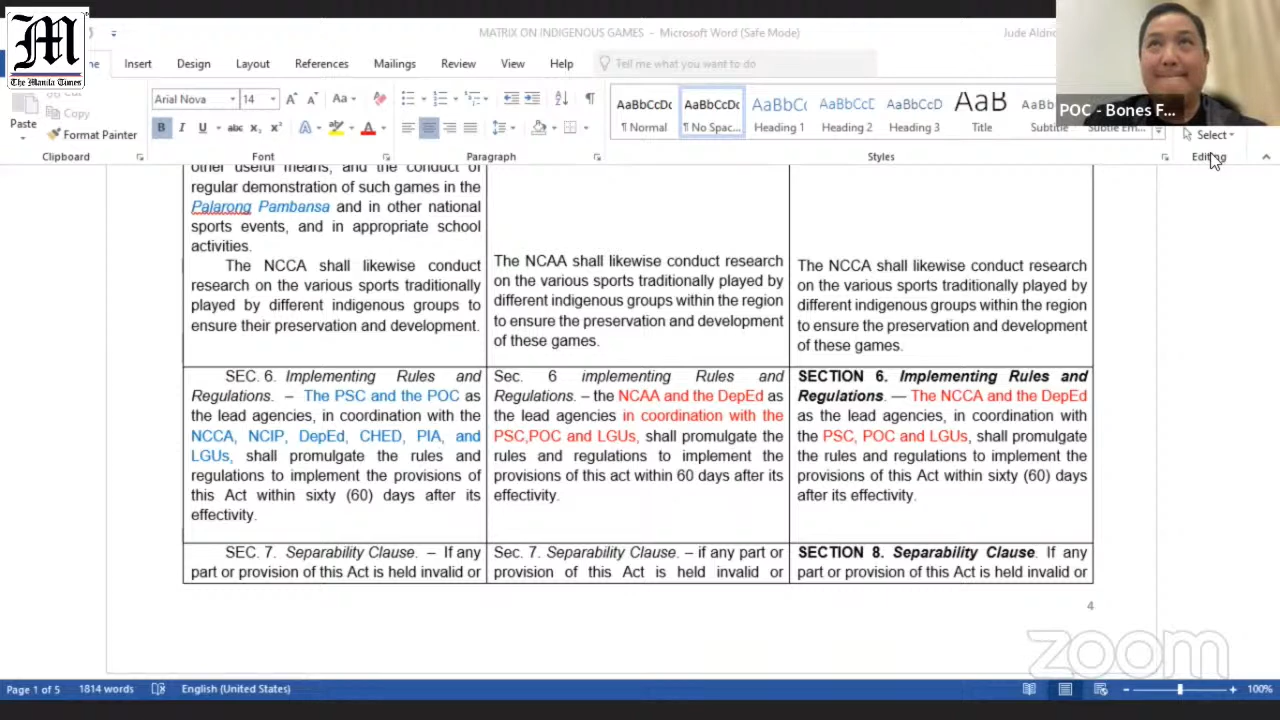 M
The Manila Times
MATRIX ON INDIGENOUS GAMES - Microsoft Word (Safe Mode)
Insert Design Layout References Mailings Review View Help Tell me what you want to do
POC - Bones F...
Paste
Copy
Format Painter
Arial Nova 14
AaBbCcDc AaBbCcDc AaBbCc AaBbCcD AaBbCcD AaB
¶ Normal ¶ No Spac... Heading 1 Heading 2 Heading 3 Title Subtitle
Select
Clipboard Font Paragraph Styles Editing
other useful means, and the conduct of
regular demonstration of such games in the
Palarong Pambansa and in other national
sports events, and in appropriate school
activities.
The NCCA shall likewise conduct
research on the various sports traditionally
played by different indigenous groups to
ensure their preservation and development.
The NCAA shall likewise conduct research
on the various sports traditionally played by
different indigenous groups within the region
to ensure the preservation and development
of these games.
The NCCA shall likewise conduct research
on the various sports traditionally played by
different indigenous groups within the region
to ensure the preservation and development
of these games.
SEC. 6. Implementing Rules and
Regulations. – The PSC and the POC as
the lead agencies, in coordination with the
NCCA, NCIP, DepEd, CHED, PIA, and
LGUs, shall promulgate the rules and
regulations to implement the provisions of
this Act within sixty (60) days after its
effectivity.
Sec. 6 implementing Rules and
Regulations. – the NCAA and the DepEd as
the lead agencies in coordination with the
PSC,POC and LGUs, shall promulgate the
rules and regulations to implement the
provisions of this act within 60 days after its
effectivity.
SECTION 6. Implementing Rules and
Regulations. — The NCCA and the DepEd
as the lead agencies, in coordination with
the PSC, POC and LGUs, shall promulgate
the rules and regulations to implement the
provisions of this Act within sixty (60) days
after its effectivity.
SEC. 7. Separability Clause. – If any
part or provision of this Act is held invalid or
Sec. 7. Separability Clause. – if any part or
provision of this Act is held invalid or
SECTION 8. Separability Clause. If any
part or provision of this Act is held invalid or
4
zoom
Page 1 of 5 1814 words English (United States) 100%